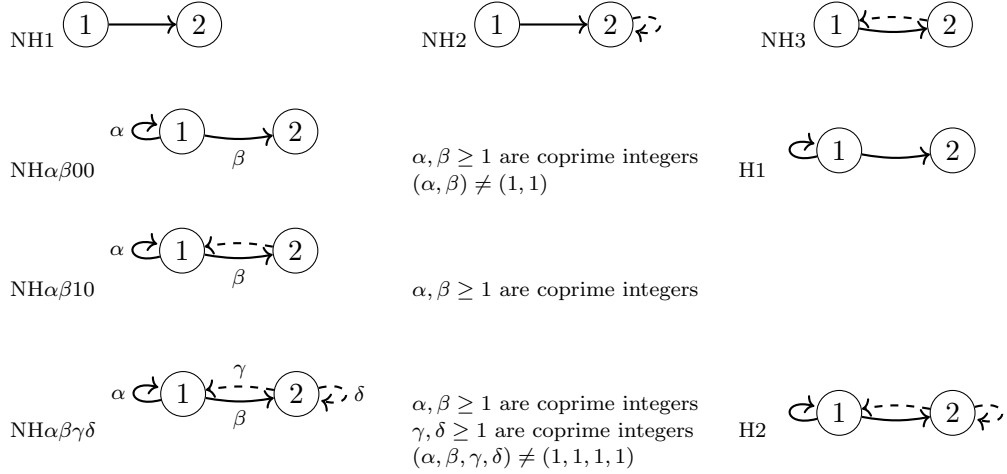 NH1 1 2
NH2 1 2
NH3 1 2
NHαβ00 α 1 β 2
α, β ≥ 1 are coprime integers
(α, β) ≠ (1, 1)
H1 1 2
NHαβ10 α 1 β 2
α, β ≥ 1 are coprime integers
NHαβγδ α 1 γ β 2 δ
α, β ≥ 1 are coprime integers
γ, δ ≥ 1 are coprime integers
(α, β, γ, δ) ≠ (1, 1, 1, 1)
H2 1 2